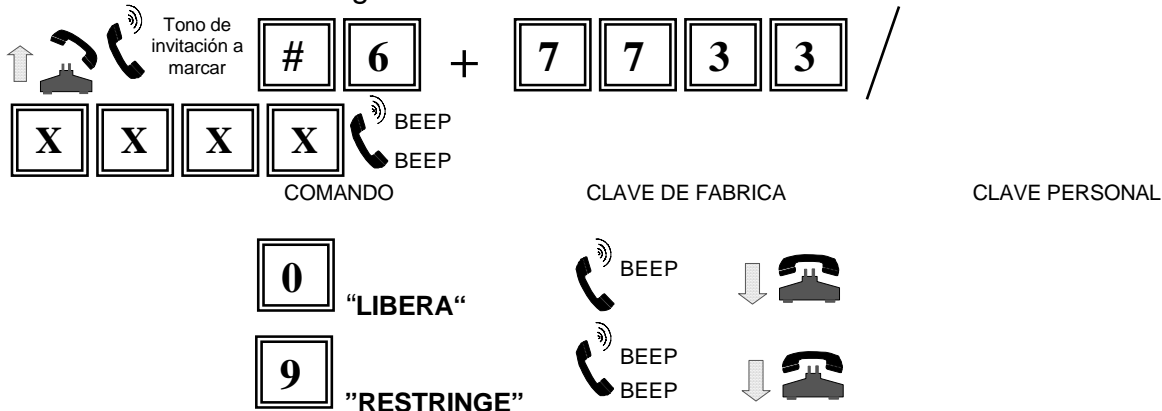 Tono de
invitación a
marcar
# 6 + 7 7 3 3 /
X X X X BEEP
BEEP
COMANDO CLAVE DE FABRICA CLAVE PERSONAL
0 “LIBERA“ BEEP
9 ”RESTRINGE” BEEP
BEEP